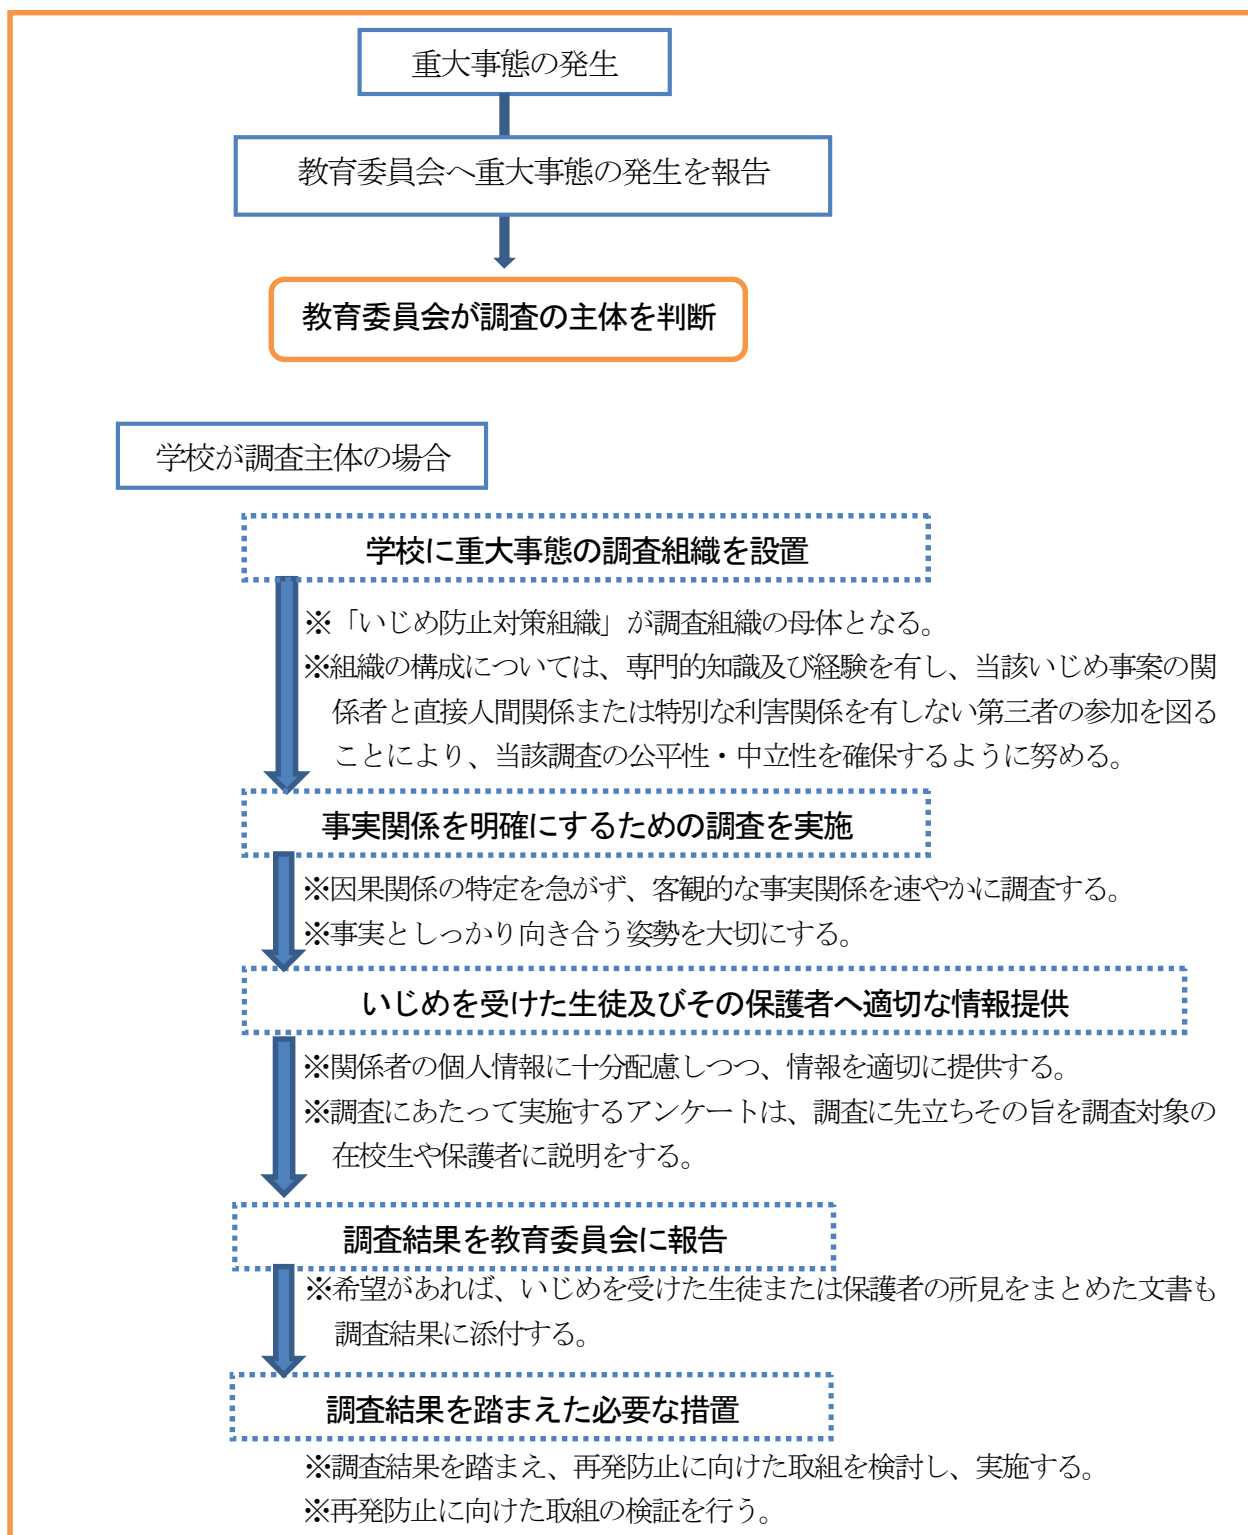 重大事態の発生
教育委員会へ重大事態の発生を報告
教育委員会が調査の主体を判断
学校が調査主体の場合
学校に重大事態の調査組織を設置
※「いじめ防止対策組織」が調査組織の母体となる。
※組織の構成については、専門的知識及び経験を有し、当該いじめ事案の関
係者と直接人間関係または特別な利害関係を有しない第三者の参加を図る
ことにより、当該調査の公平性・中立性を確保するように努める。
事実関係を明確にするための調査を実施
※因果関係の特定を急がず、客観的な事実関係を速やかに調査する。
※事実としっかり向き合う姿勢を大切にする。
いじめを受けた生徒及びその保護者へ適切な情報提供
※関係者の個人情報に十分配慮しつつ、情報を適切に提供する。
※調査にあたって実施するアンケートは、調査に先立ちその旨を調査対象の
在校生や保護者に説明をする。
調査結果を教育委員会に報告
※希望があれば、いじめを受けた生徒または保護者の所見をまとめた文書も
調査結果に添付する。
調査結果を踏まえた必要な措置
※調査結果を踏まえ、再発防止に向けた取組を検討し、実施する。
※再発防止に向けた取組の検証を行う。